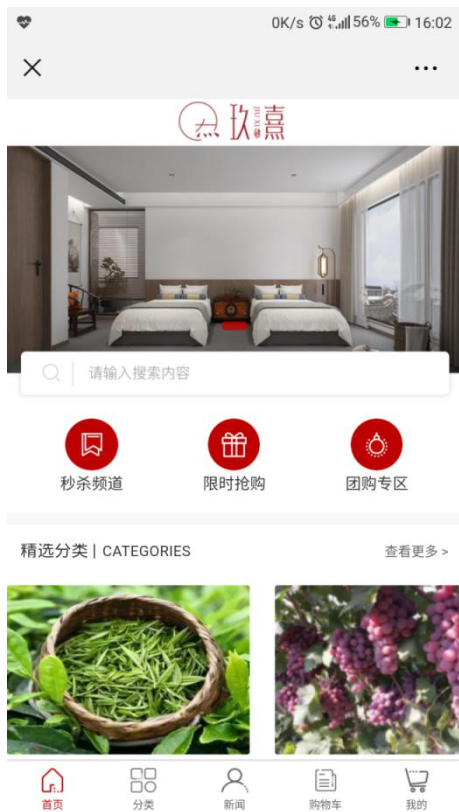 0K/s 56% 16:02
玖熹
JIU XI
请输入搜索内容
秒杀频道 限时抢购 团购专区
精选分类 | CATEGORIES 查看更多 >
首页 分类 新闻 购物车 我的